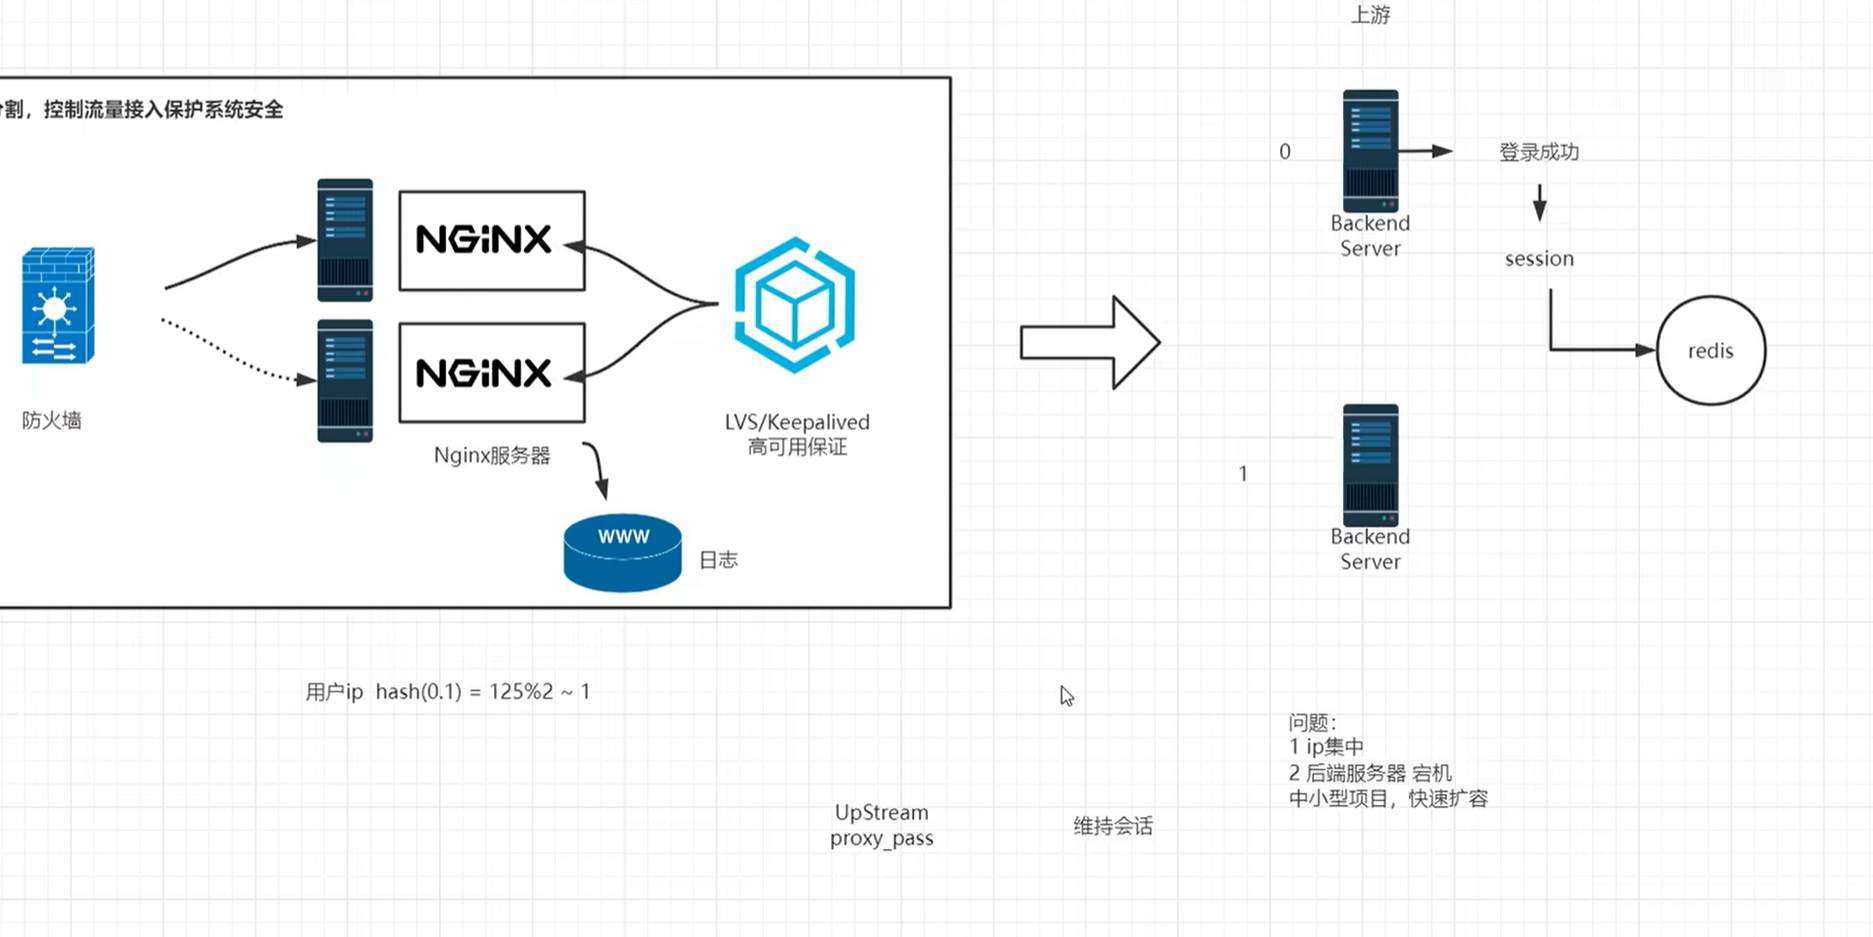 上游
割，控制流量接入保护系统安全
0
登录成功
NGiNX
Backend
Server
session
redis
NGiNX
防火墙
LVS/Keepalived
高可用保证
Nginx服务器
1
www
日志
Backend
Server
用户ip hash(0.1) = 125%2 ~ 1
问题：
1 ip集中
2 后端服务器 宕机
中小型项目，快速扩容
UpStream
proxy_pass
维持会话